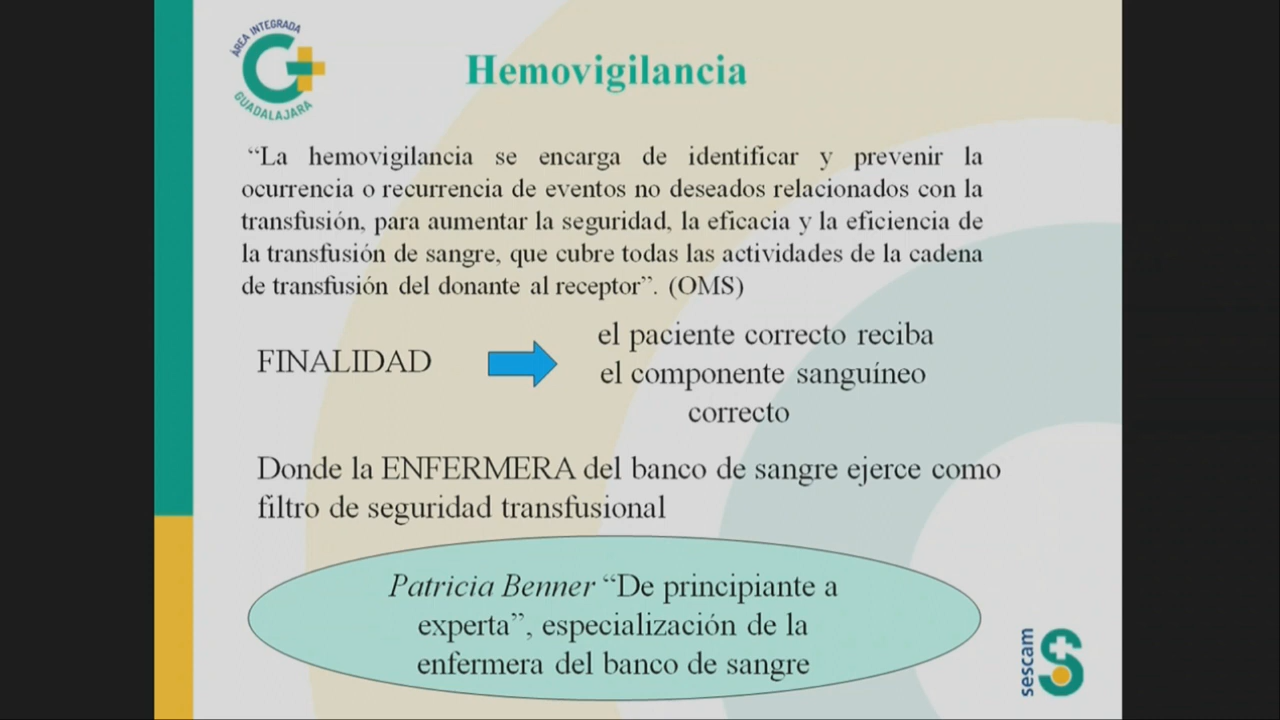 ÁREA INTEGRADA
GUADALAJARA
Hemovigilancia
“La hemovigilancia se encarga de identificar y prevenir la
ocurrencia o recurrencia de eventos no deseados relacionados con la
transfusión, para aumentar la seguridad, la eficacia y la eficiencia de
la transfusión de sangre, que cubre todas las actividades de la cadena
de transfusión del donante al receptor”. (OMS)
FINALIDAD
el paciente correcto reciba
el componente sanguíneo
correcto
Donde la ENFERMERA del banco de sangre ejerce como
filtro de seguridad transfusional
Patricia Benner “De principiante a
experta”, especialización de la
enfermera del banco de sangre
sescam